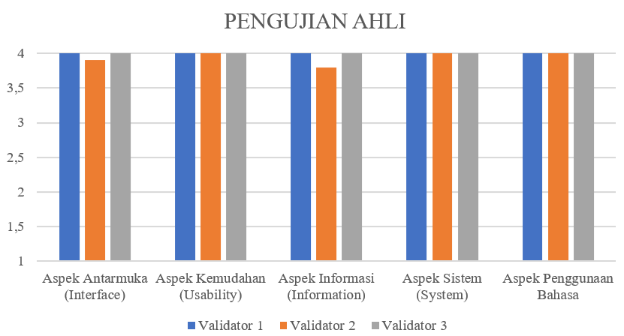 PENGUJIAN AHLI
4
3,5
3
2,5
2
1,5
1
Aspek Antarmuka
(Interface)
Aspek Kemudahan
(Usability)
Aspek Informasi
(Information)
Aspek Sistem
(System)
Aspek Penggunaan
Bahasa
Validator 1
Validator 2
Validator 3